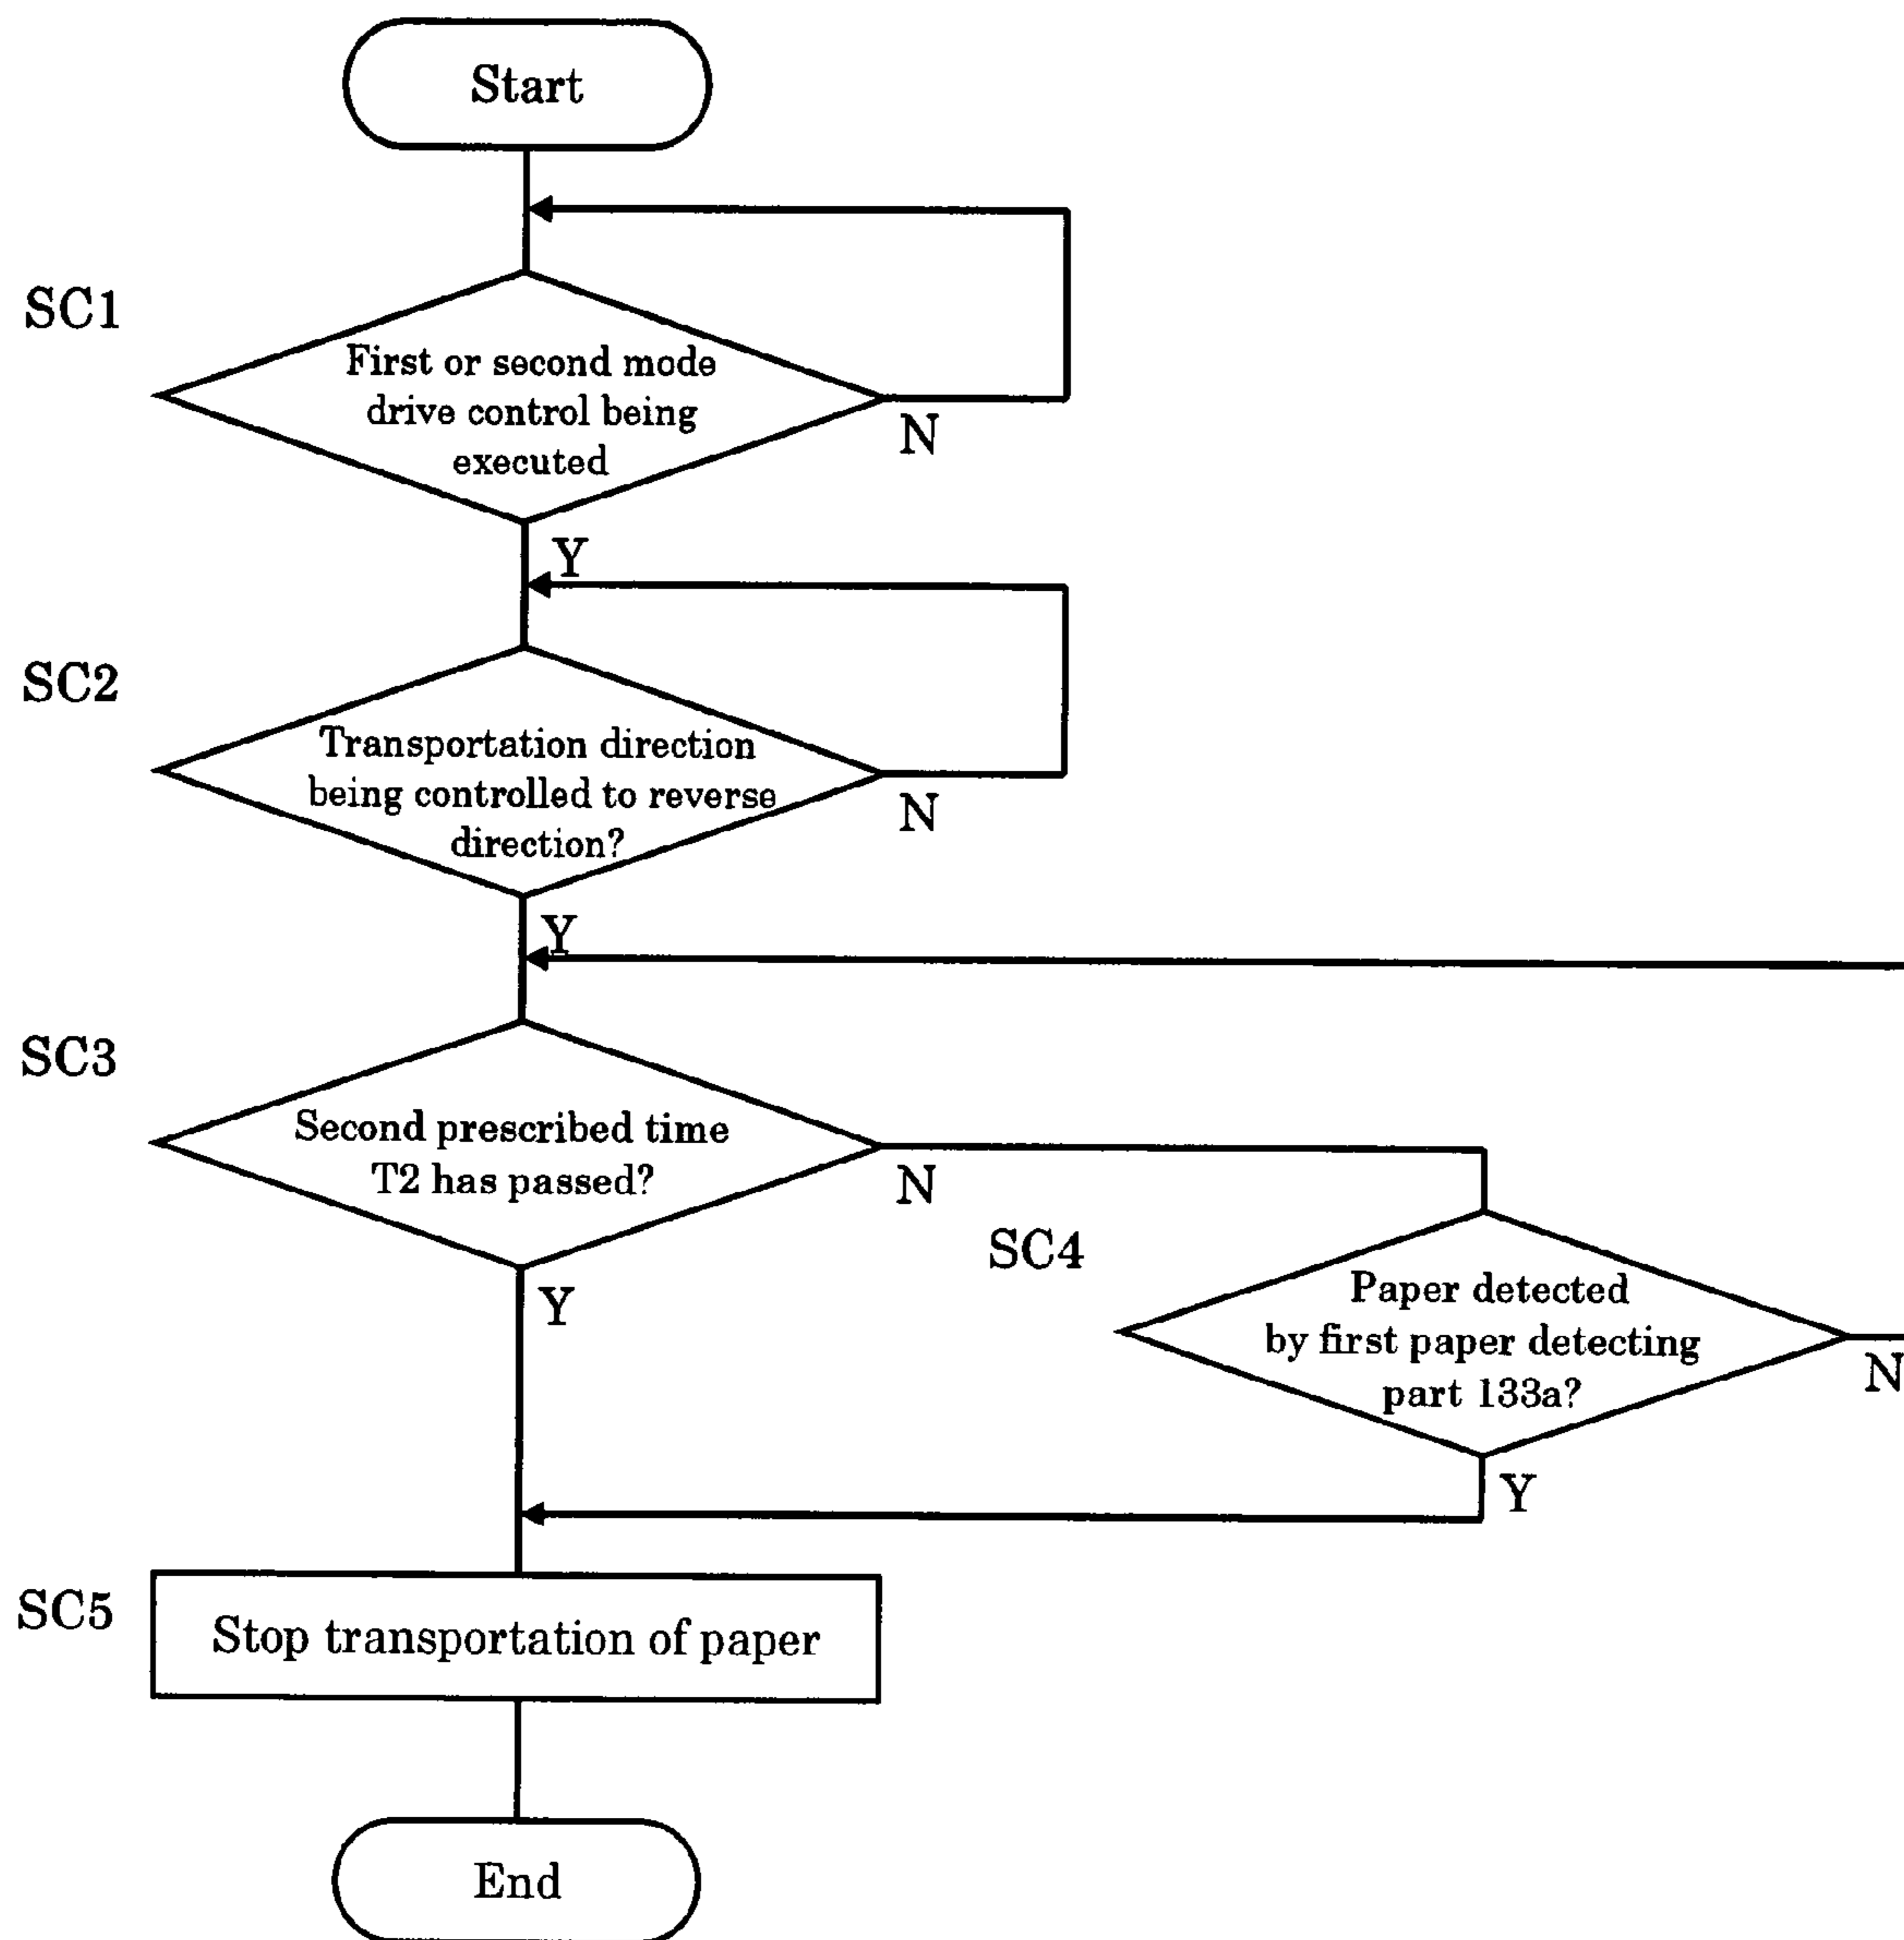 Start
SC1
First or second mode
drive control being
executed
N
Y
SC2
Transportation direction
being controlled to reverse
direction?
N
Y
SC3
Second prescribed time
T2 has passed?
N
Y
SC4
Paper detected
by first paper detecting
part 133a?
N
Y
SC5
Stop transportation of paper
End